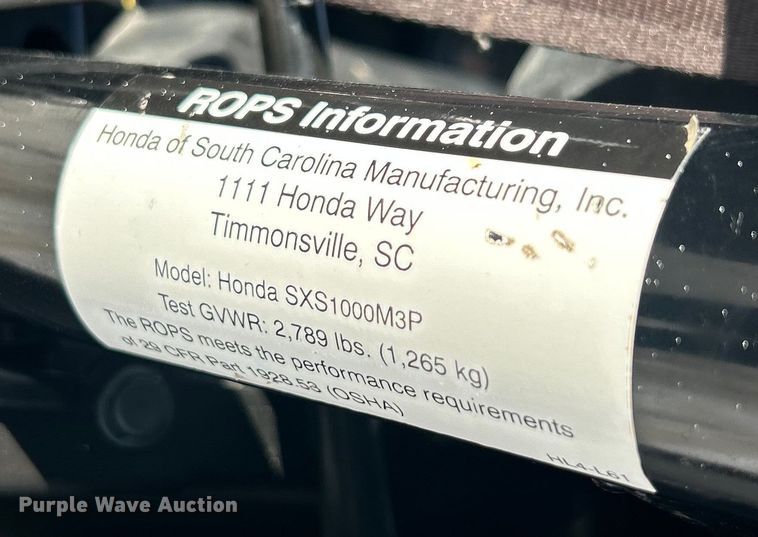 ROPS Information
Honda of South Carolina Manufacturing, Inc.
1111 Honda Way
Timmonsville, SC
Model: Honda SXS1000M3P
Test GVWR: 2,789 lbs. (1,265 kg)
The ROPS meets the performance requirements
of 29 CFR Part 1928.53 (OSHA)
HL4-L61
Purple Wave Auction